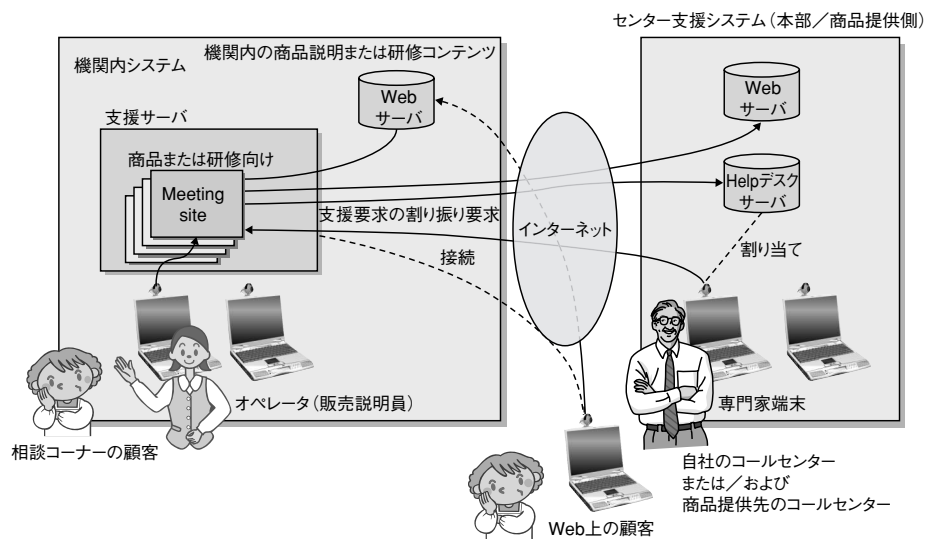 センター支援システム（本部／商品提供側）
機関内の商品説明または研修コンテンツ
機関内システム
Web
サーバ
Web
サーバ
支援サーバ
商品または研修向け
Meeting
site
Helpデスク
サーバ
支援要求の割り振り要求
インターネット
接続
割り当て
オペレータ（販売説明員）
専門家端末
相談コーナーの顧客
自社のコールセンター
または／および
商品提供先のコールセンター
Web上の顧客